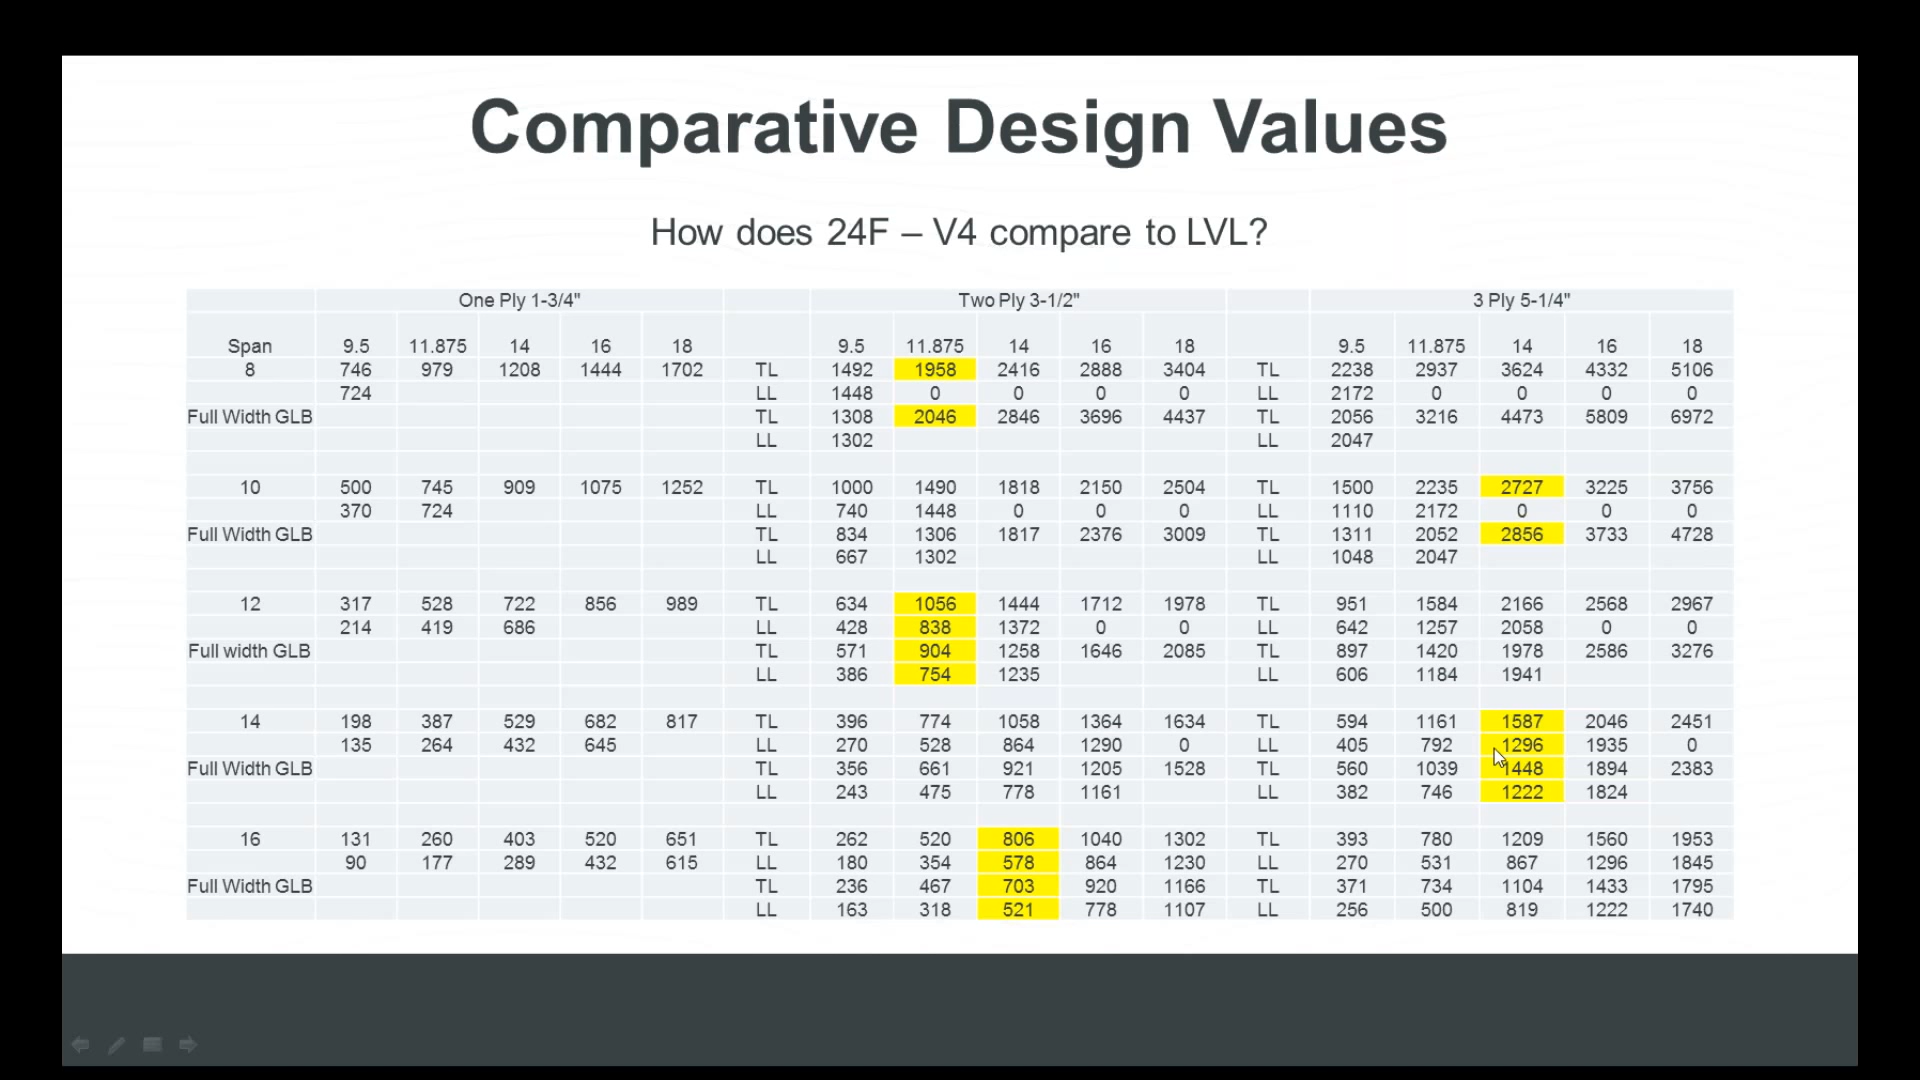 Comparative Design Values
How does 24F – V4 compare to LVL?
One Ply 1-3/4" Two Ply 3-1/2" 3 Ply 5-1/4"
Span 9.5 11.875 14 16 18 9.5 11.875 14 16 18 9.5 11.875 14 16 18
8 746 979 1208 1444 1702 TL 1492 1958 2416 2888 3404 TL 2238 2937 3624 4332 5106
724 LL 1448 0 0 0 0 LL 2172 0 0 0 0
Full Width GLB TL 1308 2046 2846 3696 4437 TL 2056 3216 4473 5809 6972
LL 1302 LL 2047
10 500 745 909 1075 1252 TL 1000 1490 1818 2150 2504 TL 1500 2235 2727 3225 3756
370 724 LL 740 1448 0 0 0 LL 1110 2172 0 0 0
Full Width GLB TL 834 1306 1817 2376 3009 TL 1311 2052 2856 3733 4728
LL 667 1302 LL 1048 2047
12 317 528 722 856 989 TL 634 1056 1444 1712 1978 TL 951 1584 2166 2568 2967
214 419 686 LL 428 838 1372 0 0 LL 642 1257 2058 0 0
Full width GLB TL 571 904 1258 1646 2085 TL 897 1420 1978 2586 3276
LL 386 754 1235 LL 606 1184 1941
14 198 387 529 682 817 TL 396 774 1058 1364 1634 TL 594 1161 1587 2046 2451
135 264 432 645 LL 270 528 864 1290 0 LL 405 792 1296 1935 0
Full Width GLB TL 356 661 921 1205 1528 TL 560 1039 1448 1894 2383
LL 243 475 778 1161 LL 382 746 1222 1824
16 131 260 403 520 651 TL 262 520 806 1040 1302 TL 393 780 1209 1560 1953
90 177 289 432 615 LL 180 354 578 864 1230 LL 270 531 867 1296 1845
Full Width GLB TL 236 467 703 920 1166 TL 371 734 1104 1433 1795
LL 163 318 521 778 1107 LL 256 500 819 1222 1740